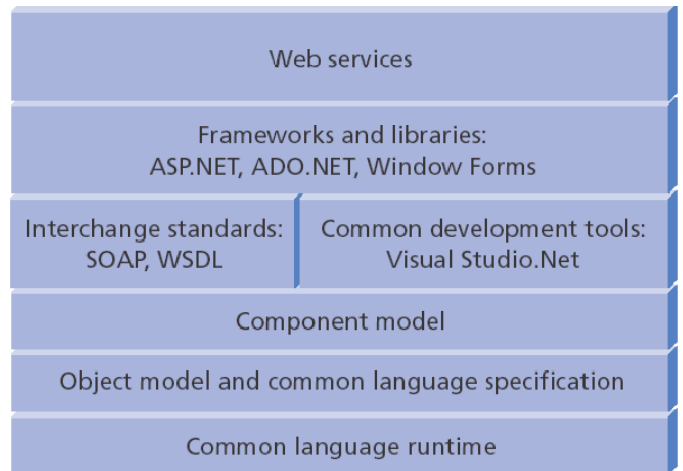 Web services
Frameworks and libraries:
ASP.NET, ADO.NET, Window Forms
Interchange standards:
SOAP, WSDL
Common development tools:
Visual Studio.Net
Component model
Object model and common language specification
Common language runtime